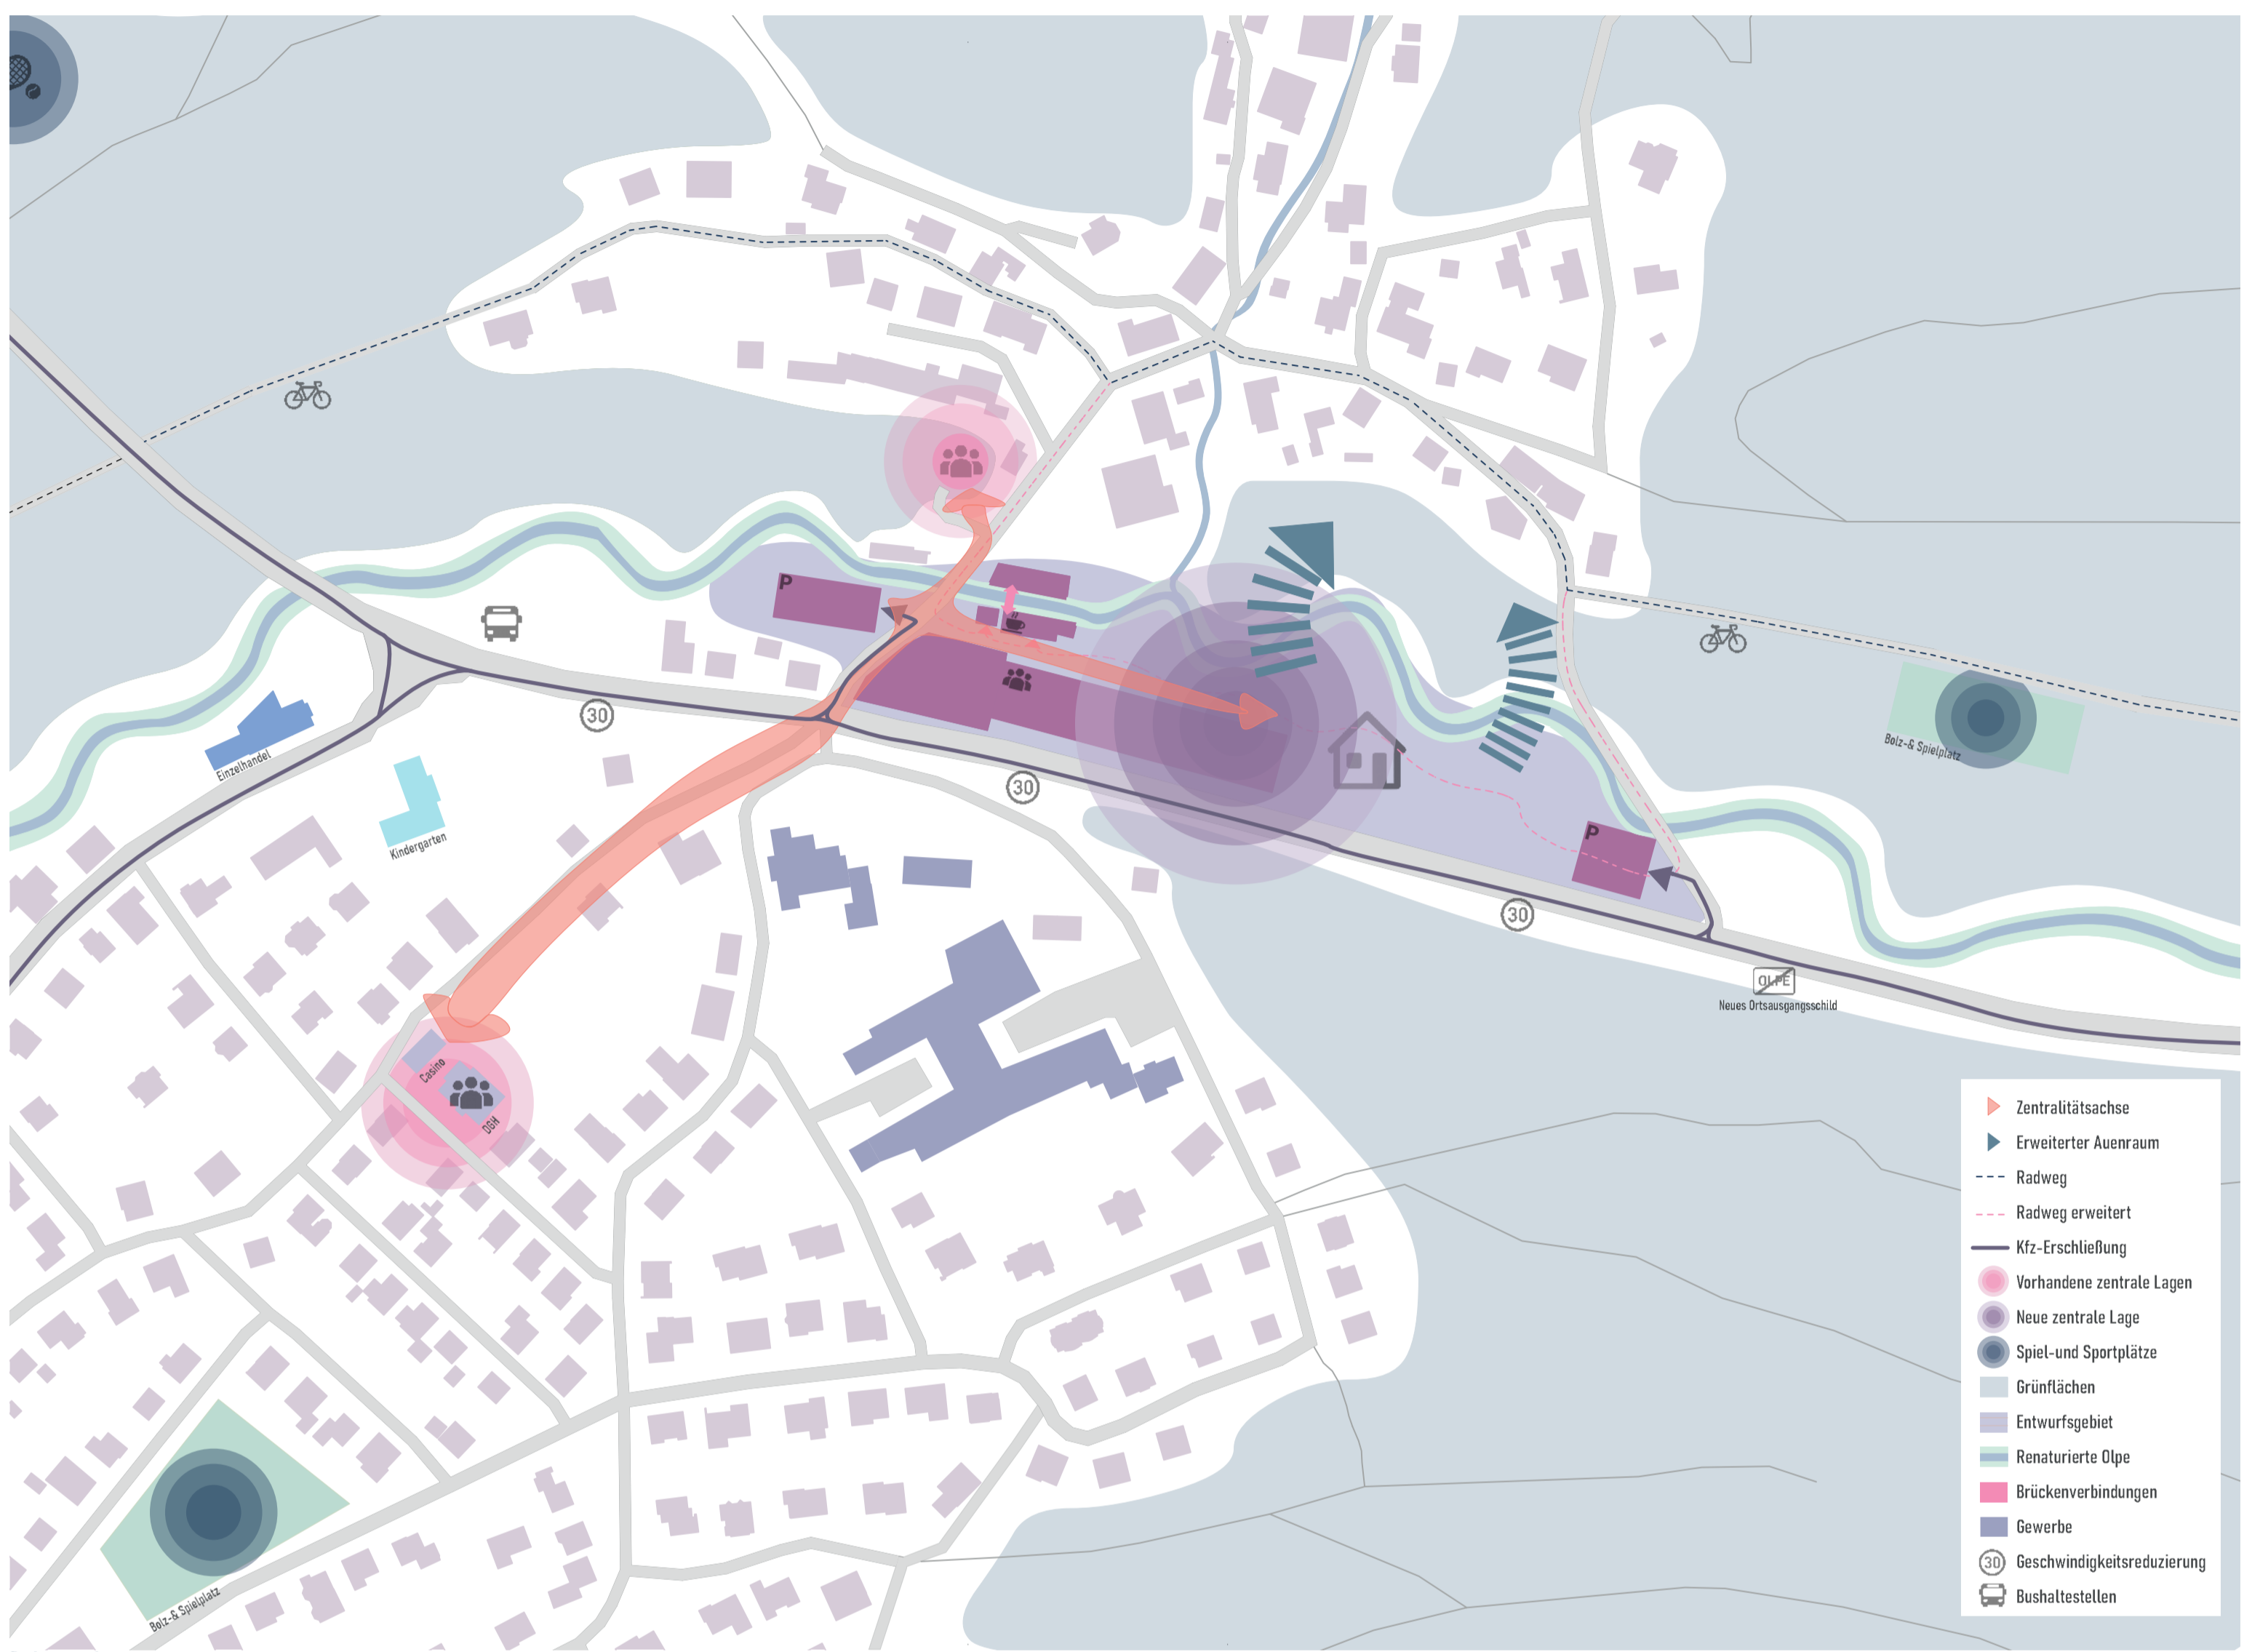 P
30
Einzelhandel
Kindergarten
30
Bolz-& Spielplatz
P
30
OLPE
Neues Ortsausgangsschild
Casino
DGH
Bolz-& Spielplatz
Zentralitätsachse
Erweiterter Auenraum
Radweg
Radweg erweitert
Kfz-Erschließung
Vorhandene zentrale Lagen
Neue zentrale Lage
Spiel-und Sportplätze
Grünflächen
Entwurfsgebiet
Renaturierte Olpe
Brückenverbindungen
Gewerbe
30 Geschwindigkeitsreduzierung
Bushaltestellen